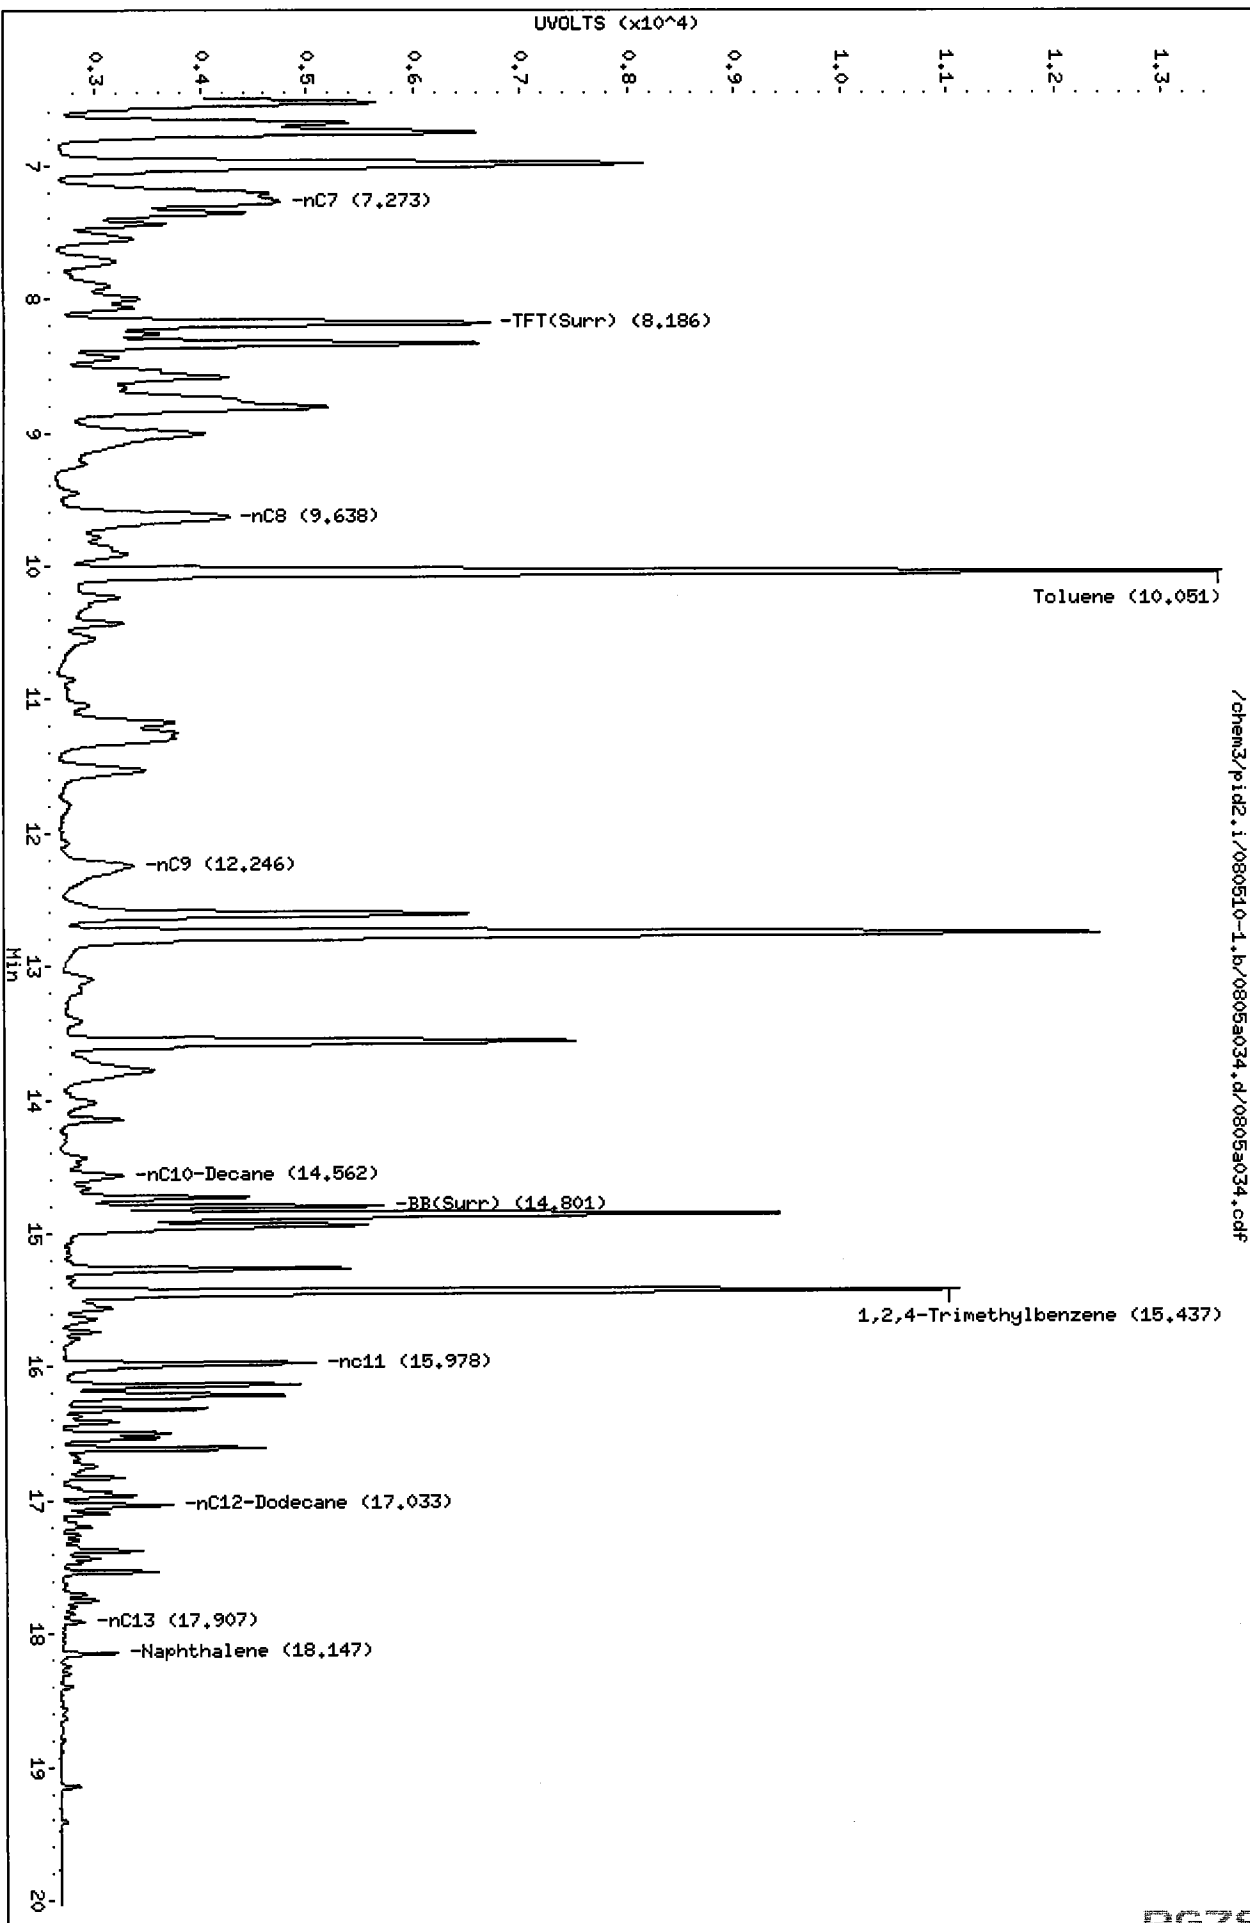 /chem3/pid2.i/080510-1.b/0805a034.d/0805a034.cdf
UVOLTS (x10^4)
1.3
1.2
1.1
1.0
0.9
0.8
0.7
0.6
0.5
0.4
0.3
-nC7 (7.273)
-TFT(Surr) (8.186)
-nC8 (9.638)
Toluene (10.051)
-nC9 (12.246)
-nC10-Decane (14.562)
-BB(Surr) (14.801)
1,2,4-Trimethylbenzene (15.437)
-nc11 (15.978)
-nC12-Dodecane (17.033)
-nC13 (17.907)
-Naphthalene (18.147)
7
8
9
10
11
12
13
14
15
16
17
18
19
20
Min